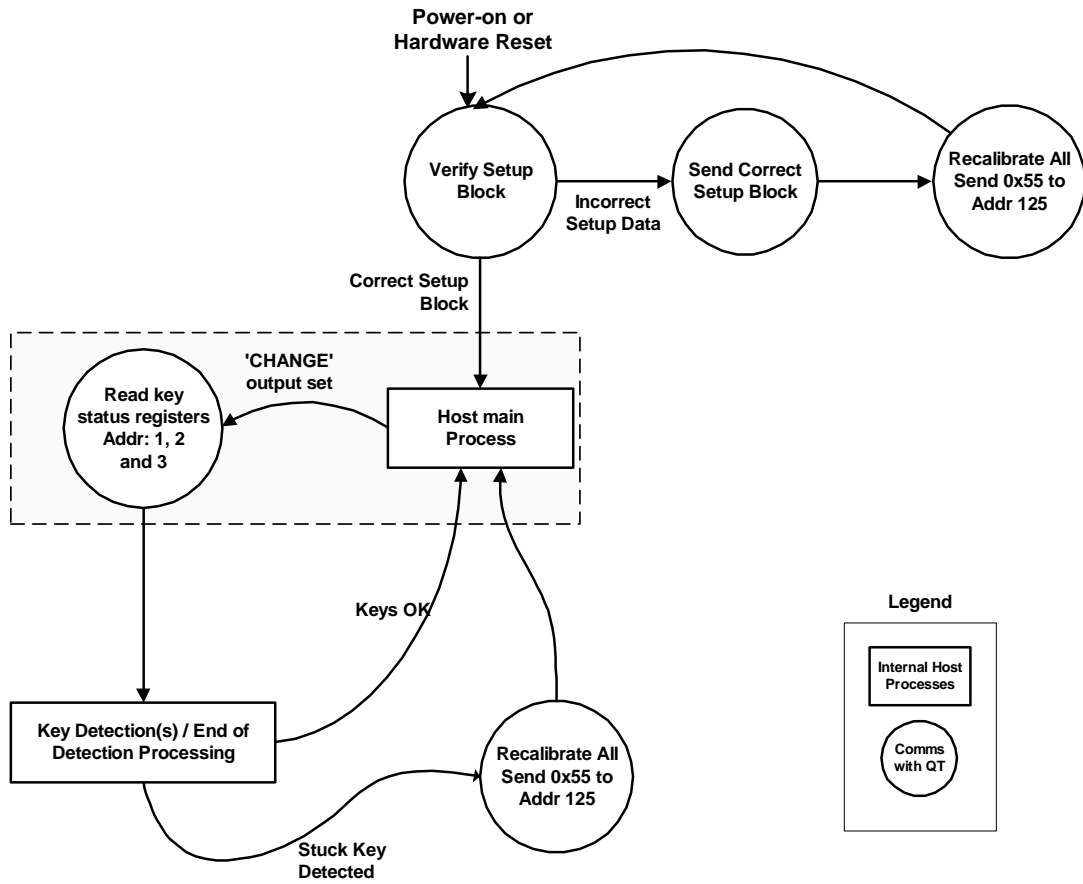 Power-on or
Hardware Reset
Verify Setup
Block
Incorrect
Setup Data
Send Correct
Setup Block
Recalibrate All
Send 0x55 to
Addr 125
Correct Setup
Block
'CHANGE'
output set
Read key
status registers
Addr: 1, 2
and 3
Host main
Process
Keys OK
Key Detection(s) / End of
Detection Processing
Stuck Key
Detected
Recalibrate All
Send 0x55 to
Addr 125
Legend
Internal Host
Processes
Comms
with QT